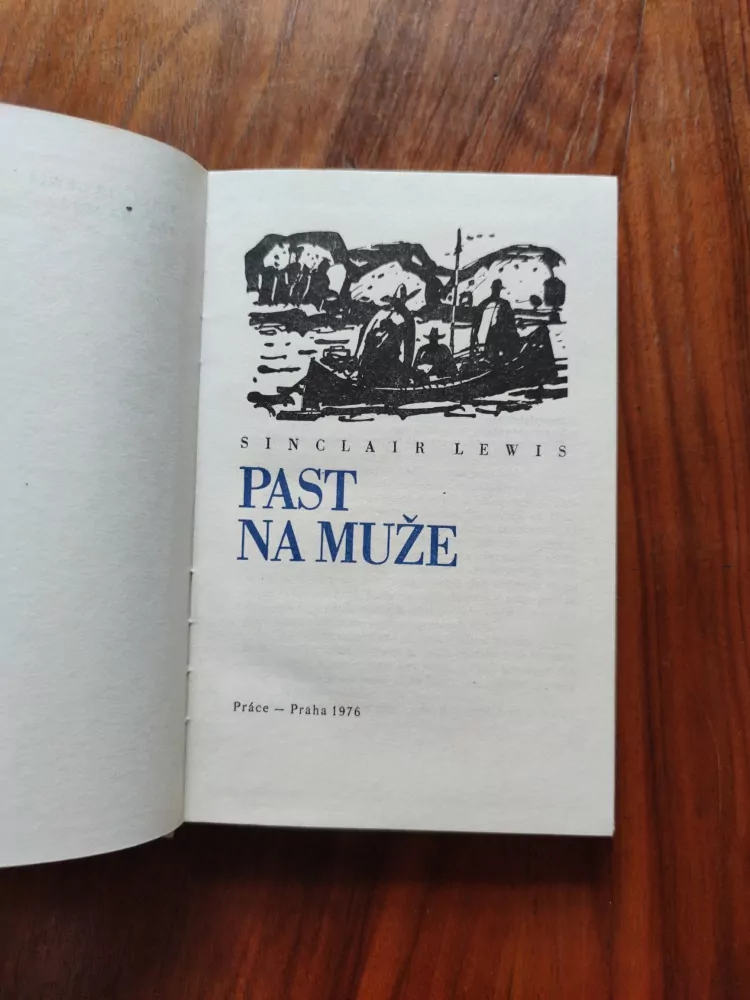 SINCLAIR LEWIS
PAST
NA MUŽE
Práce — Praha 1976